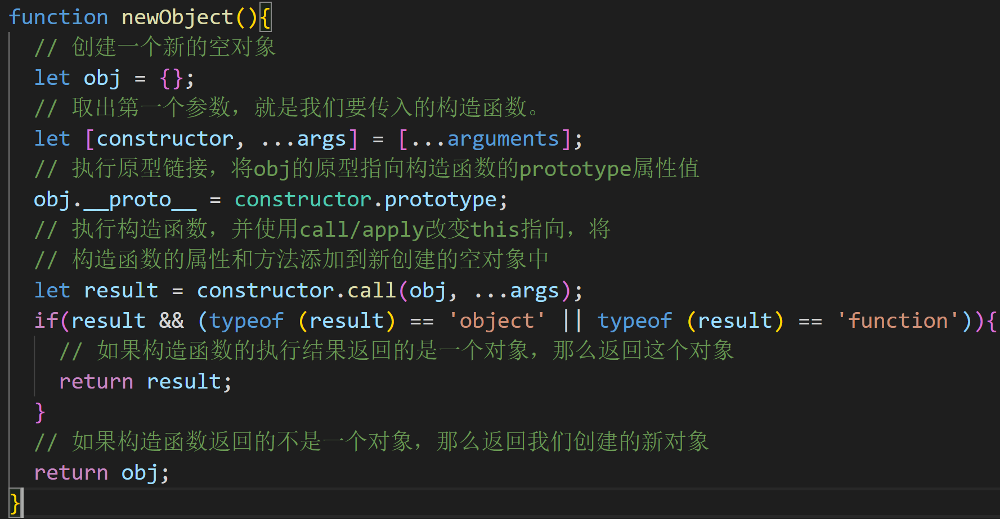 function newObject(){
  // 创建一个新的空对象
  let obj = {};
  // 取出第一个参数，就是我们要传入的构造函数。
  let [constructor, ...args] = [...arguments];
  // 执行原型链接，将obj的原型指向构造函数的prototype属性值
  obj.__proto__ = constructor.prototype;
  // 执行构造函数，并使用call/apply改变this指向，将
  // 构造函数的属性和方法添加到新创建的空对象中
  let result = constructor.call(obj, ...args);
  if(result && (typeof (result) == 'object' || typeof (result) == 'function')){
    // 如果构造函数的执行结果返回的是一个对象，那么返回这个对象
    return result;
  }
  // 如果构造函数返回的不是一个对象，那么返回我们创建的新对象
  return obj;
}